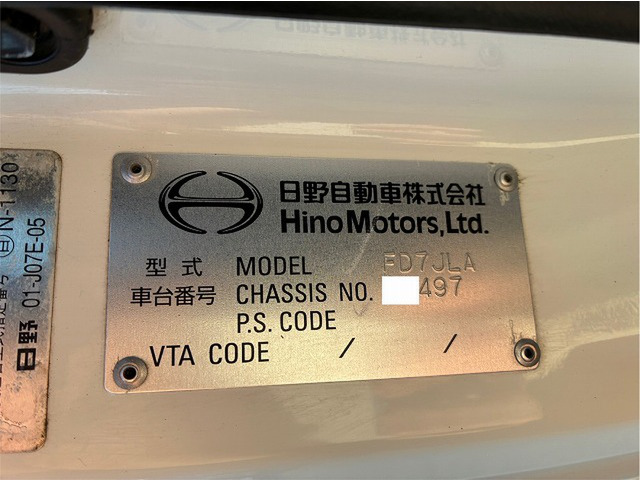 日野自動車株式会社
Hino Motors, Ltd.
型式 MODEL FD7JLA
車台番号 CHASSIS NO. 497
P.S. CODE
VTA CODE / /
N-1130
01-J07E-05
日野